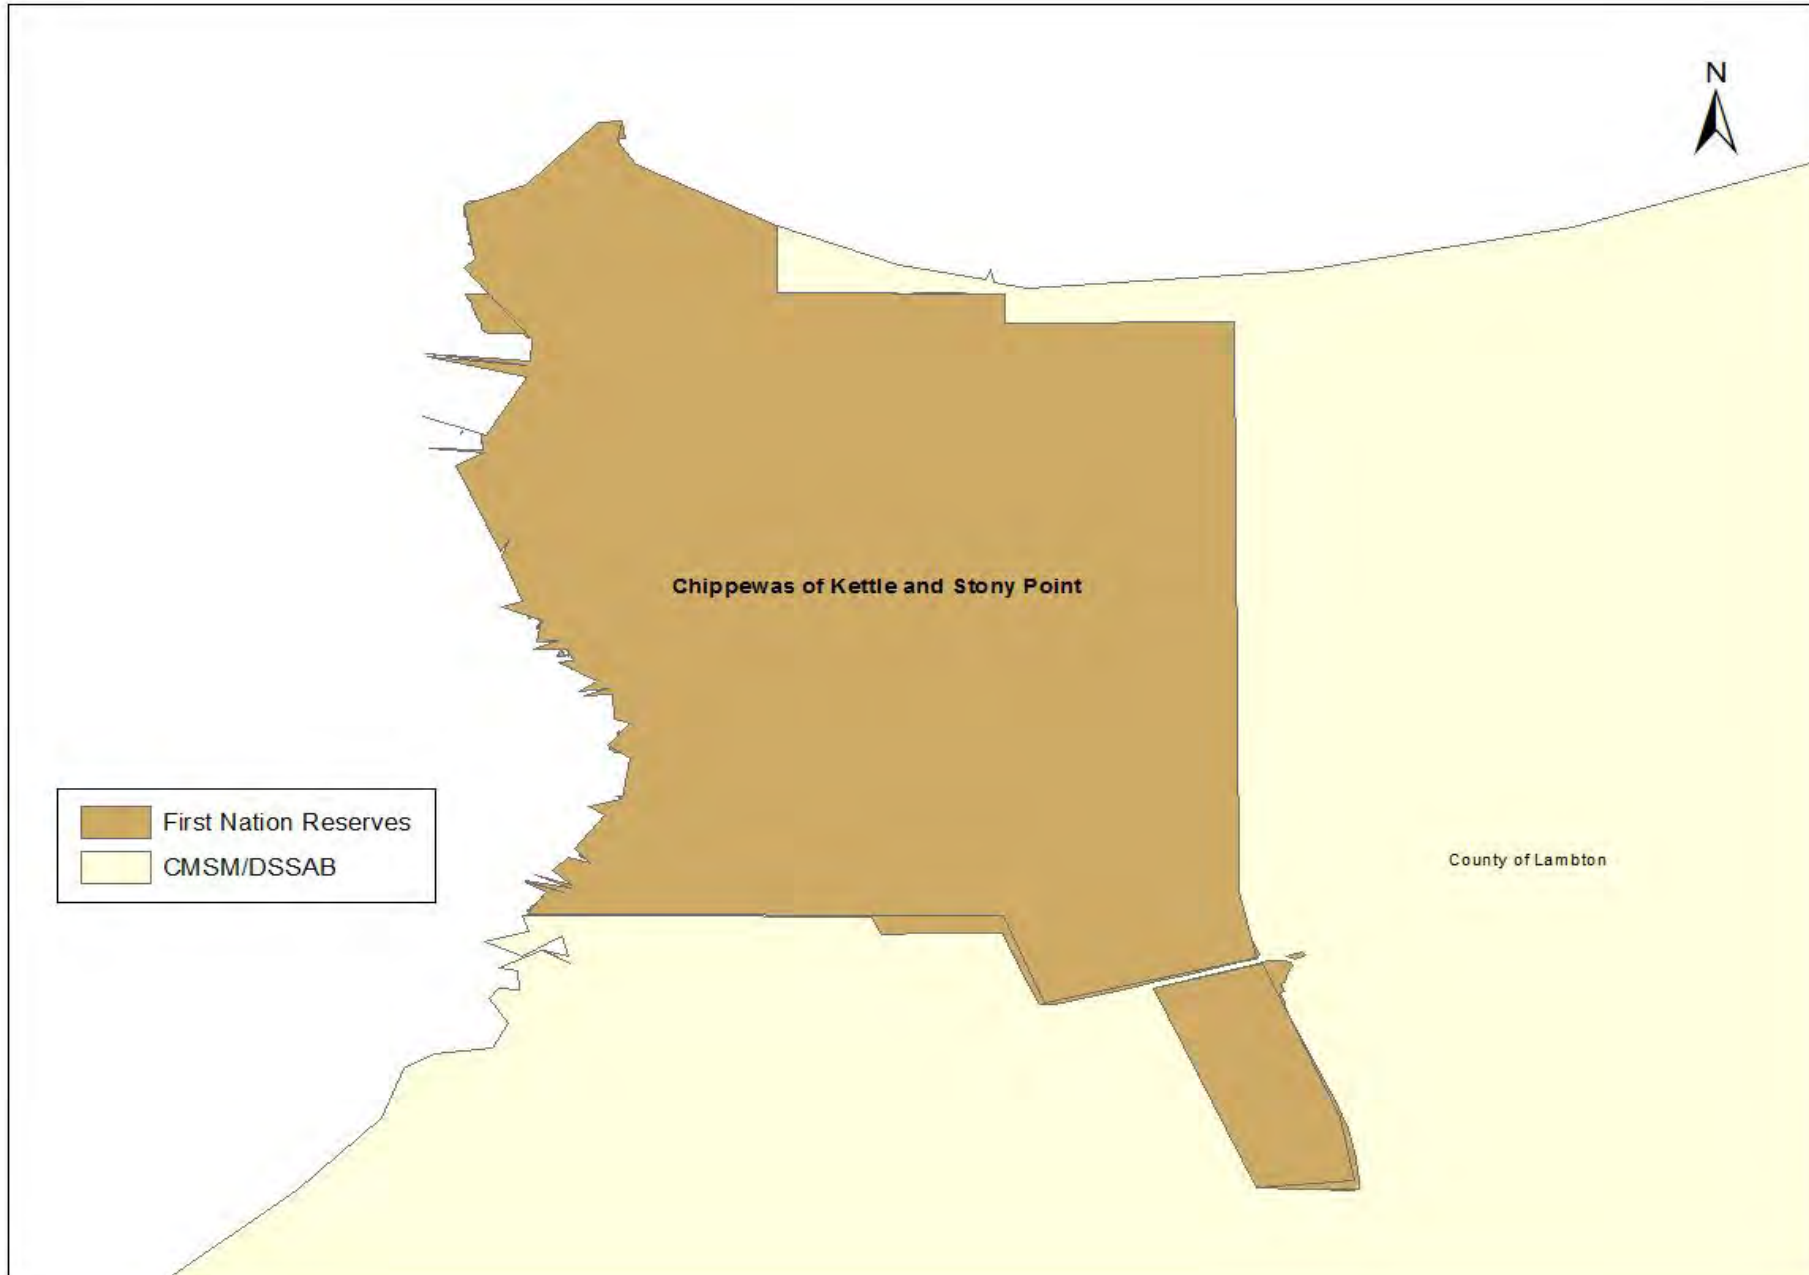 N
Chippewas of Kettle and Stony Point
First Nation Reserves
CMSM/DSSAB
County of Lambton